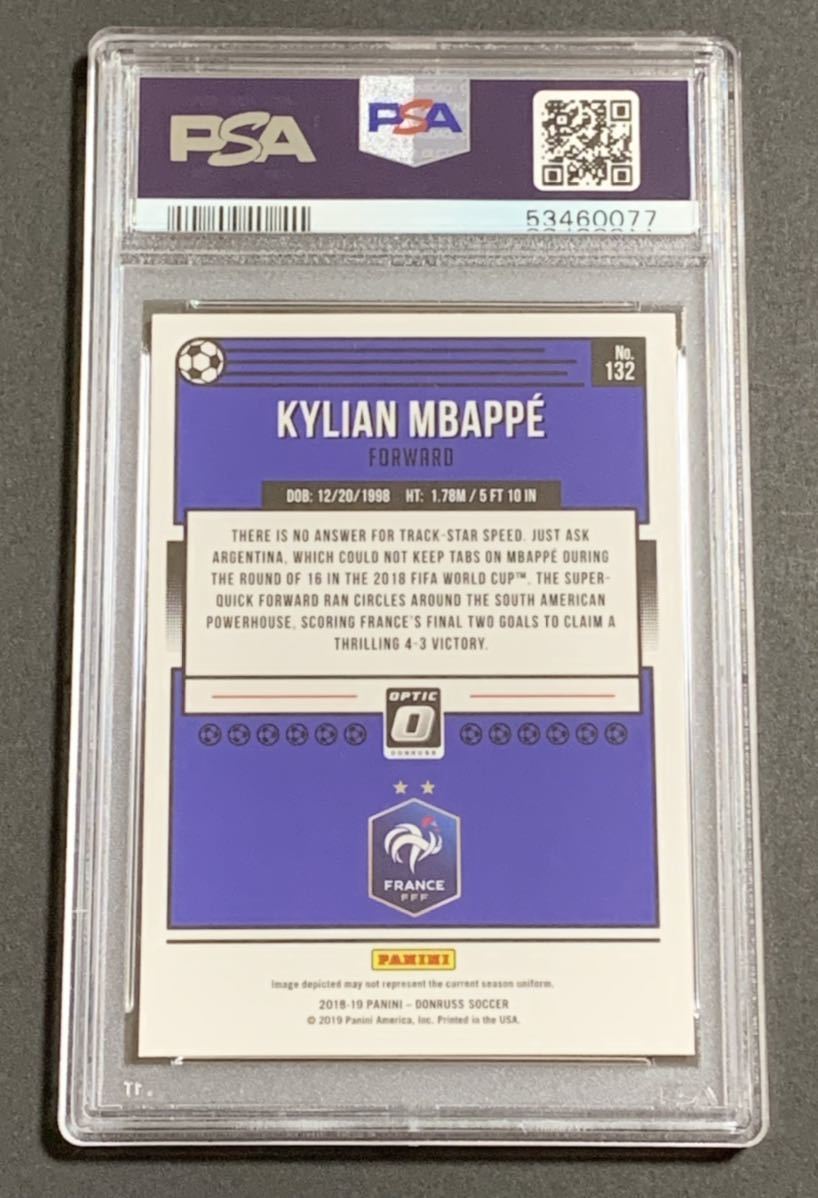 PSA
PSA
53460077
No.
132
KYLIAN MBAPPÉ
FORWARD
DOB: 12/20/1998 HT: 1.78M / 5 FT 10 IN
THERE IS NO ANSWER FOR TRACK-STAR SPEED. JUST ASK
ARGENTINA, WHICH COULD NOT KEEP TABS ON MBAPPÉ DURING
THE ROUND OF 16 IN THE 2018 FIFA WORLD CUP™. THE SUPER-
QUICK FORWARD RAN CIRCLES AROUND THE SOUTH AMERICAN
POWERHOUSE, SCORING FRANCE'S FINAL TWO GOALS TO CLAIM A
THRILLING 4-3 VICTORY.
OPTIC
O
DONRUSS
FRANCE
FFF
PANINI
Image depicted may not represent the current season uniform.
2018-19 PANINI – DONRUSS SOCCER
© 2019 Panini America, Inc. Printed in the USA.